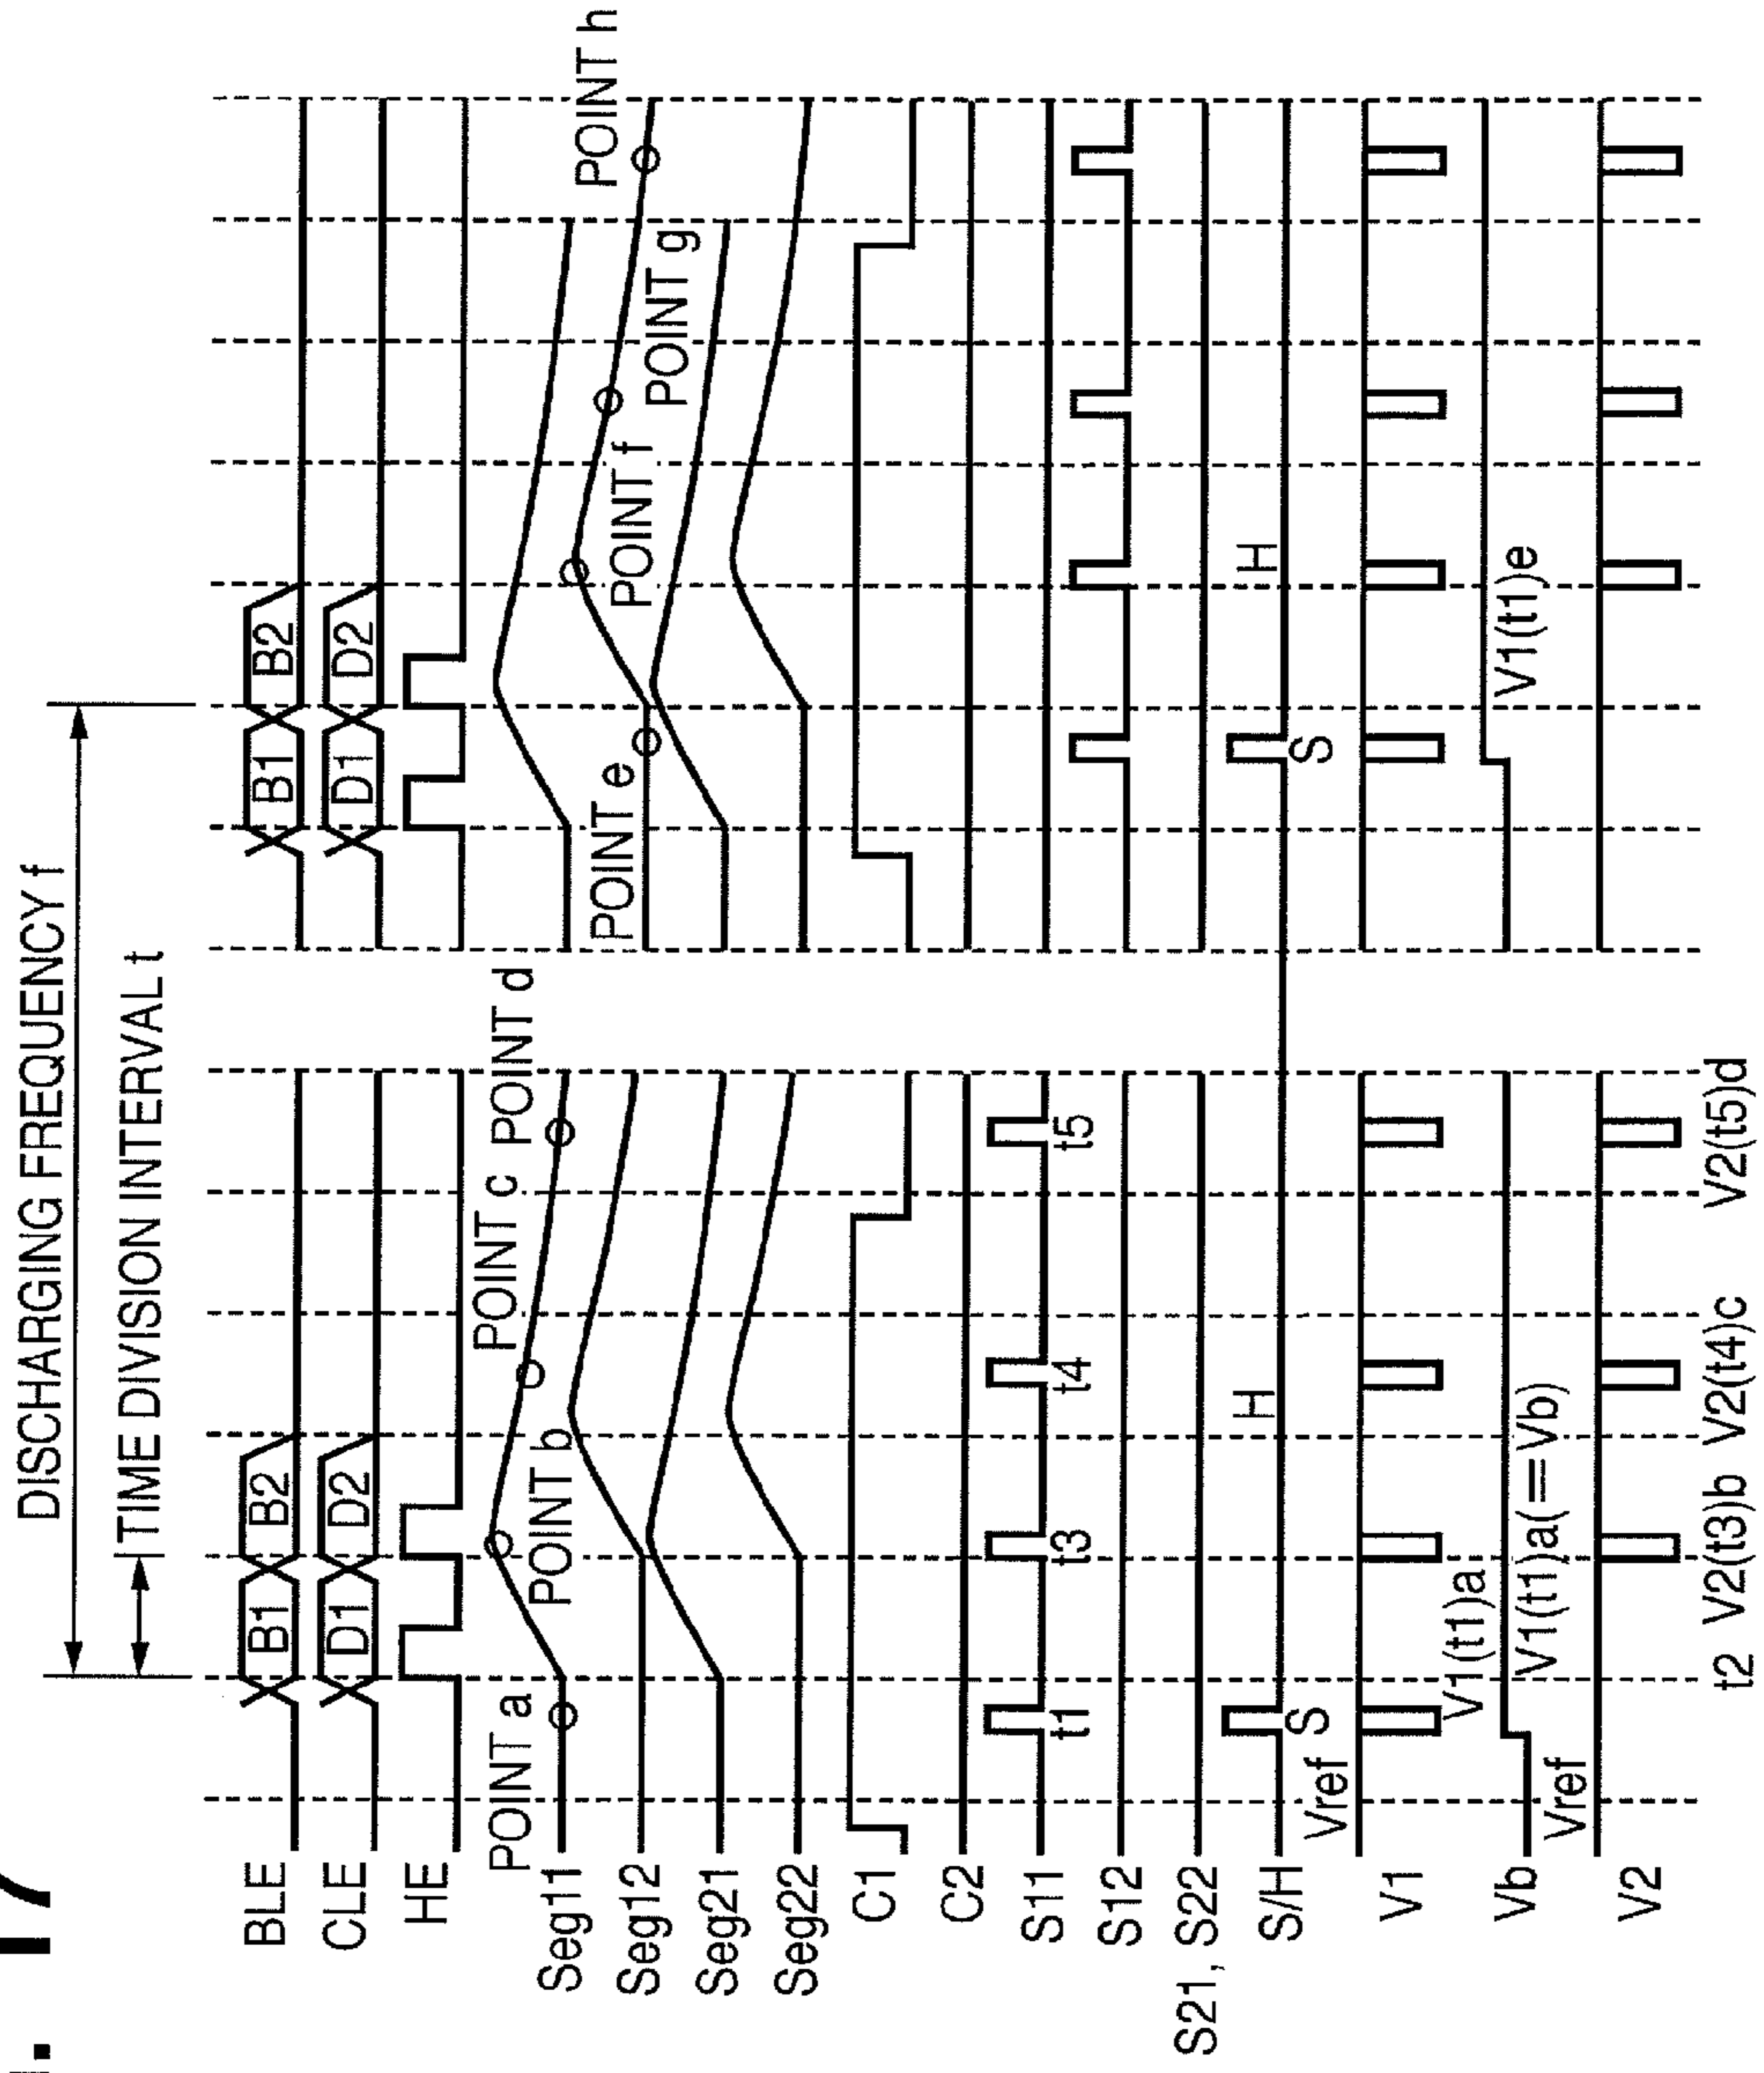 17
DISCHARGING FREQUENCY f
TIME DIVISION INTERVAL t
BLE B1 B2 B1 B2
CLE D1 D2 D1 D2
HE
POINT a POINT b POINT c POINT d POINT e POINT f POINT g POINT h
Seg11
Seg12
Seg21
Seg22
C1
C2
S11 t1 t3 t4 t5
S12
S21, S22
S/H S H S H
Vref
V1 V1(t1)a
Vb V1(t1)a(=Vb) V1(t1)e
Vref
V2
t2 V2(t3)b V2(t4)c V2(t5)d